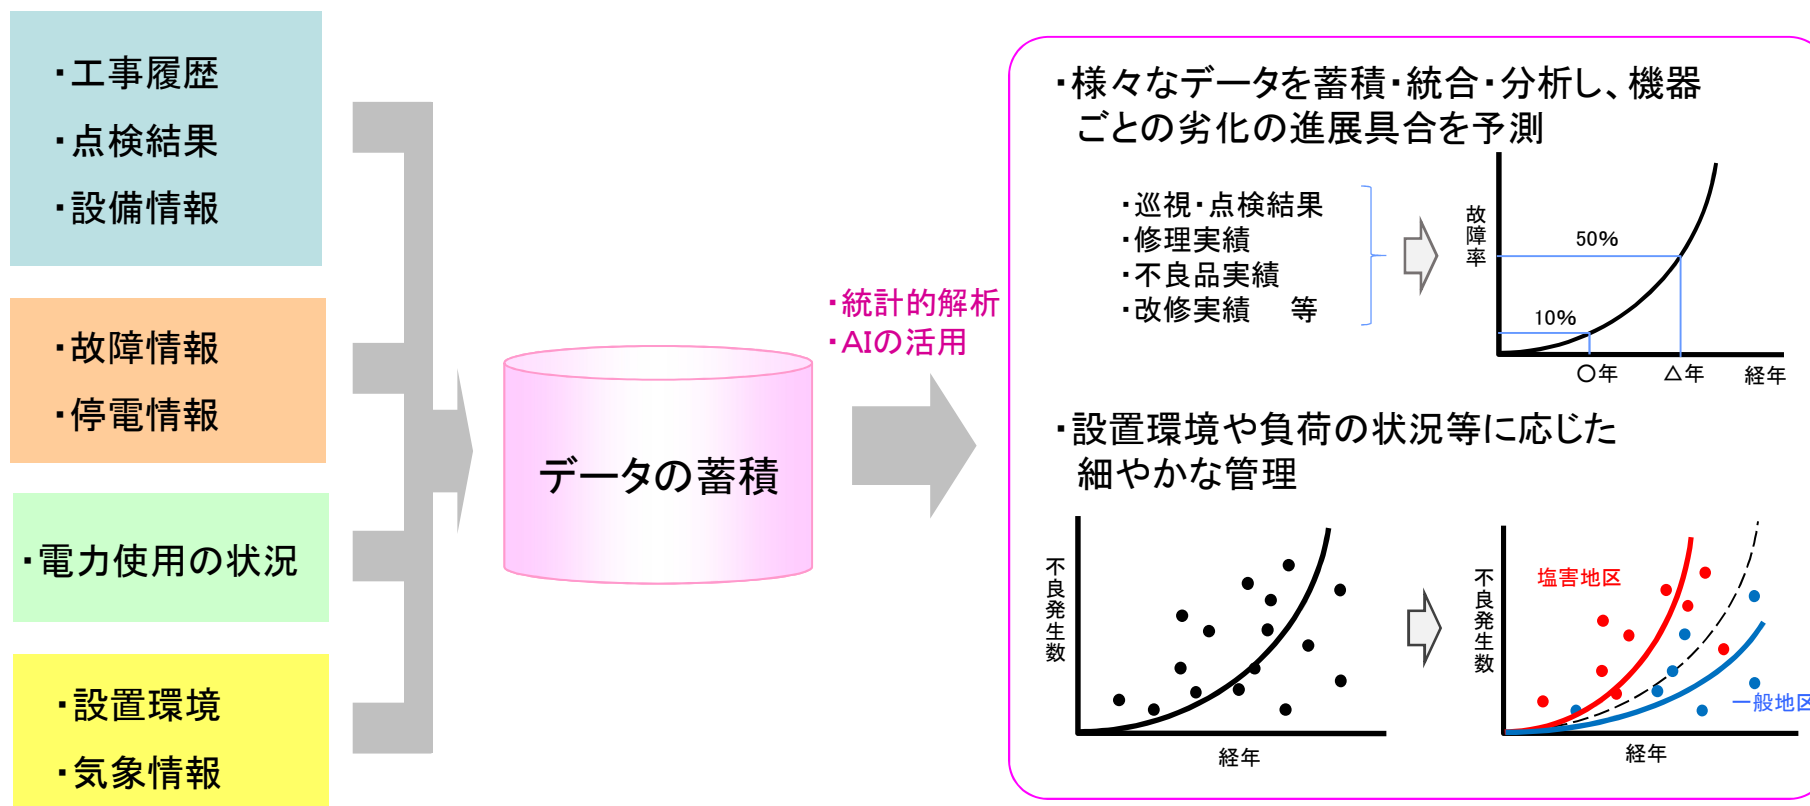 ・工事履歴
・点検結果
・設備情報
・故障情報
・停電情報
・電力使用の状況
・設置環境
・気象情報
データの蓄積
・統計的解析
・AIの活用
・様々なデータを蓄積・統合・分析し、機器
ごとの劣化の進展具合を予測
・巡視・点検結果
・修理実績
・不良品実績
・改修実績 等
故障率
50%
10%
○年
△年
経年
・設置環境や負荷の状況等に応じた
細やかな管理
不良発生数
経年
不良発生数
塩害地区
一般地区
経年